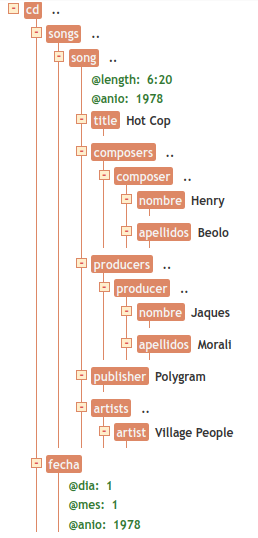 cd ..
songs ..
song ..
@length: 6:20
@anio: 1978
title Hot Cop
composers ..
composer ..
nombre Henry
apellidos Beolo
producers ..
producer ..
nombre Jaques
apellidos Morali
publisher Polygram
artists ..
artist Village People
fecha
@dia: 1
@mes: 1
@anio: 1978